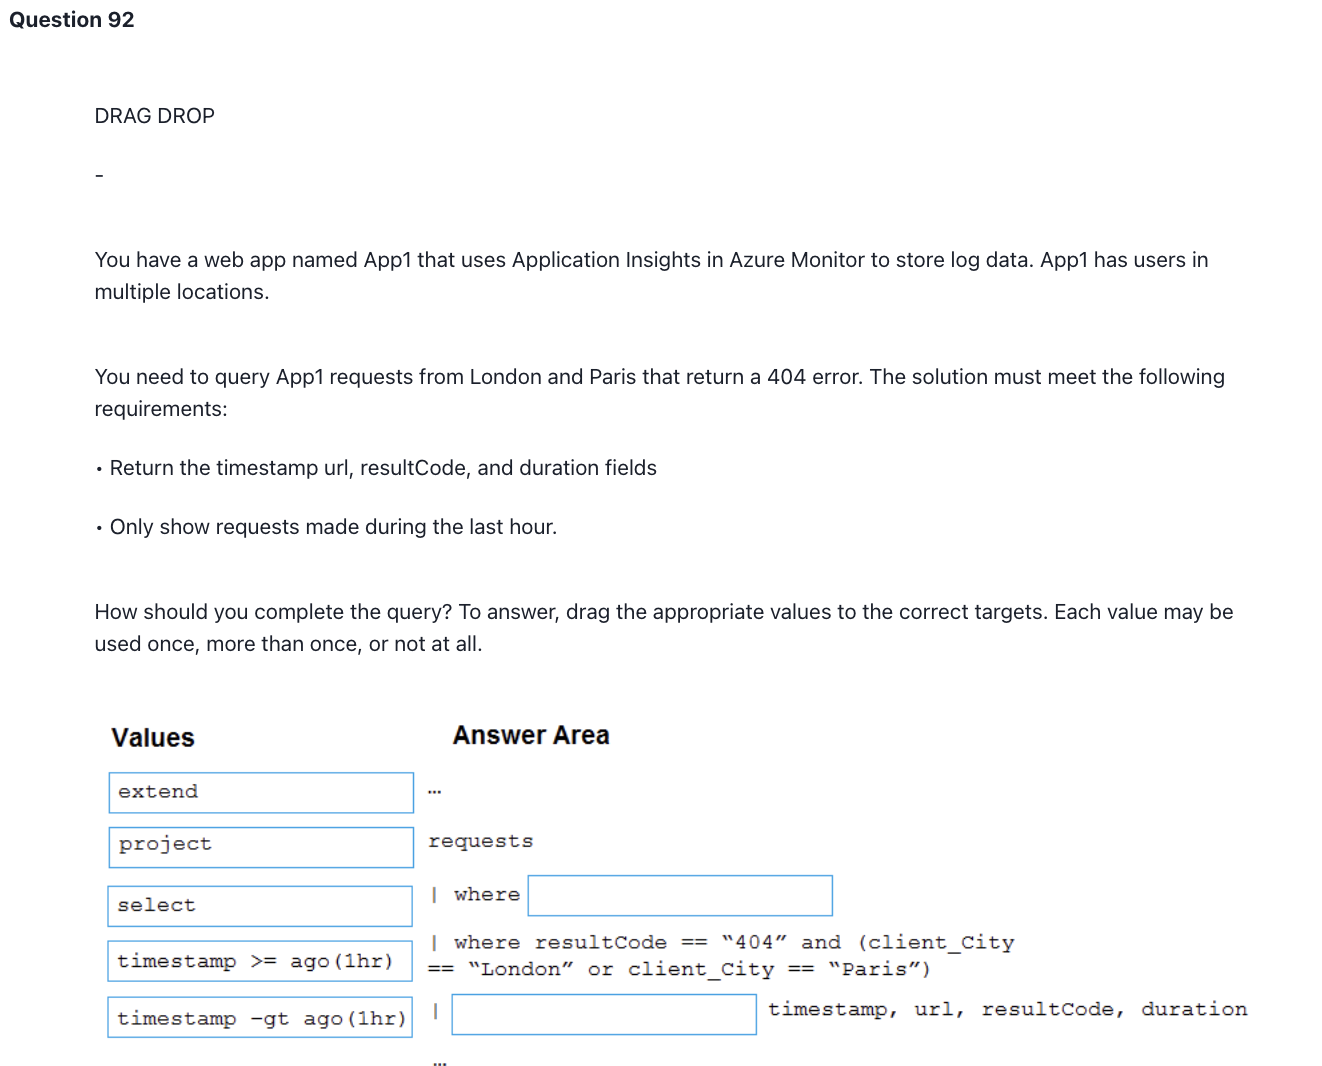 Question 92
DRAG DROP
-
You have a web app named App1 that uses Application Insights in Azure Monitor to store log data. App1 has users in
multiple locations.
You need to query App1 requests from London and Paris that return a 404 error. The solution must meet the following
requirements:
• Return the timestamp url, resultCode, and duration fields
• Only show requests made during the last hour.
How should you complete the query? To answer, drag the appropriate values to the correct targets. Each value may be
used once, more than once, or not at all.
Values
extend
project
select
timestamp >= ago(1hr)
timestamp -gt ago(1hr)
Answer Area
...
requests
| where
| where resultCode == “404” and (client_City
== “London” or client_City == “Paris”)
| timestamp, url, resultCode, duration
...